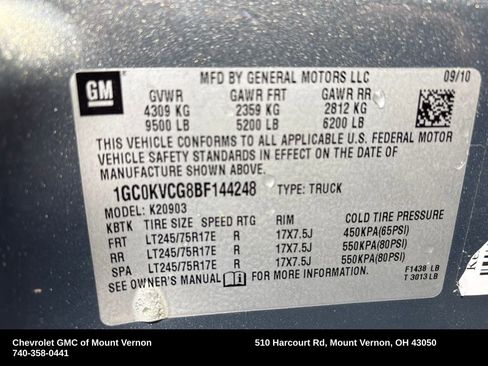 GM
MFD BY GENERAL MOTORS LLC 09/10
GVWR GAWR FRT GAWR RR
4309 KG 2359 KG 2812 KG
9500 LB 5200 LB 6200 LB
THIS VEHICLE CONFORMS TO ALL APPLICABLE U.S. FEDERAL MOTOR
VEHICLE SAFETY STANDARDS IN EFFECT ON THE DATE OF
MANUFACTURE SHOWN ABOVE.
1GC0KVCG8BF144248 TYPE: TRUCK
MODEL: K20903
KBTK TIRE SIZE SPEED RTG RIM COLD TIRE PRESSURE
FRT LT245/75R17E R 17X7.5J 450KPA(65PSI)
RR LT245/75R17E R 17X7.5J 550KPA(80PSI)
SPA LT245/75R17E R 17X7.5J 550KPA(80PSI)
SEE OWNER'S MANUAL FOR MORE INFORMATION.
F1438 LB
T 3013 LB
Chevrolet GMC of Mount Vernon 510 Harcourt Rd, Mount Vernon, OH 43050
740-358-0441